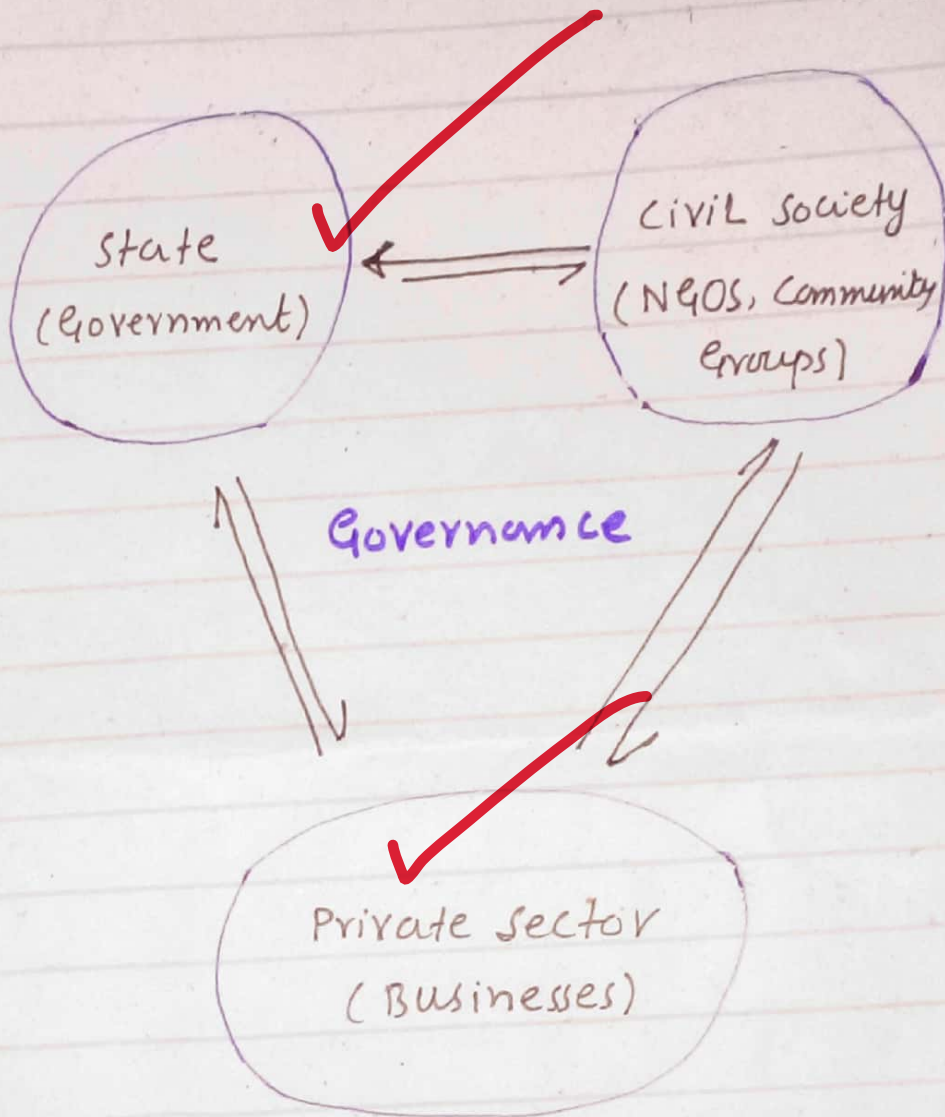 State
(Government)
Civil Society
(NGOS, Community
Groups)
Governance
Private Sector
(Businesses)